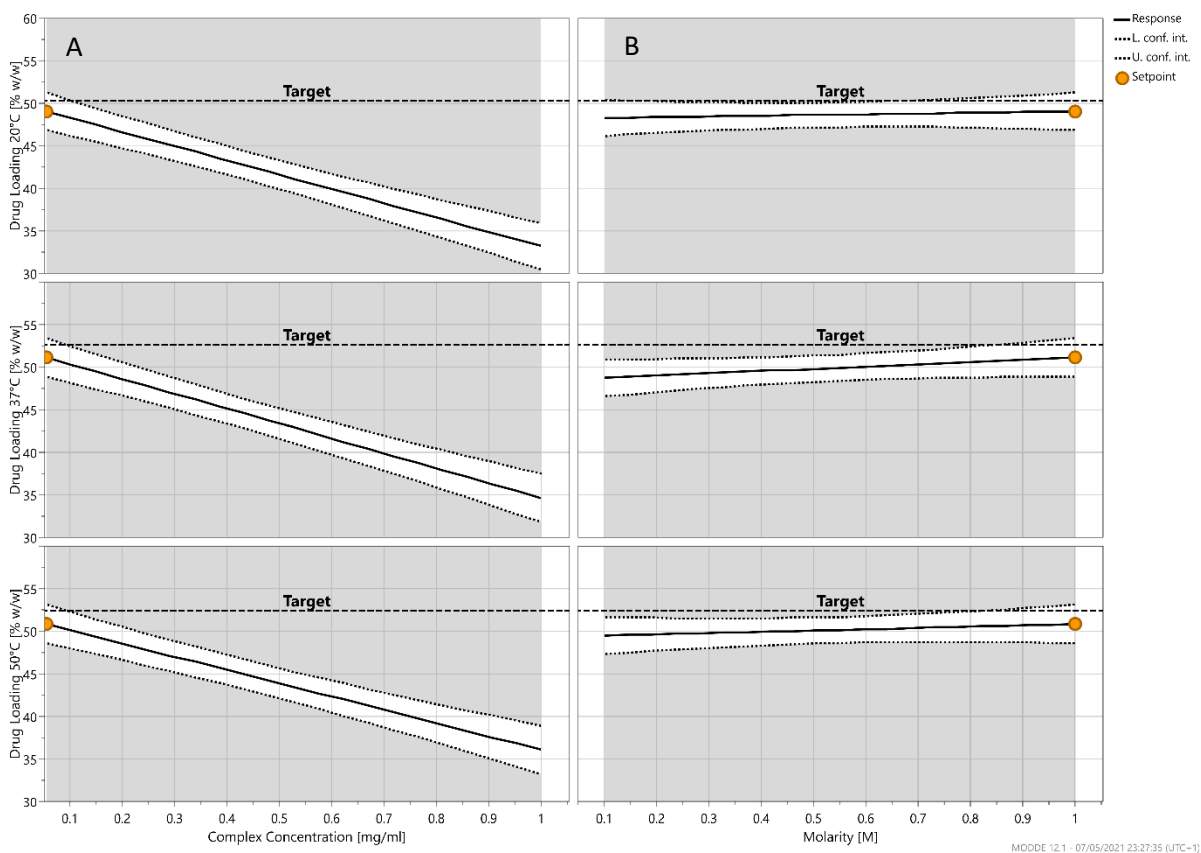 A
B
Response
L. conf. int.
U. conf. int.
Setpoint
Drug Loading 20°C [% w/w]
60
55
50
45
40
35
30
Target
Target
Drug Loading 37°C [% w/w]
55
50
45
40
35
30
Target
Target
Drug Loading 50°C [% w/w]
55
50
45
40
35
30
Target
Target
0.1 0.2 0.3 0.4 0.5 0.6 0.7 0.8 0.9 1
Complex Concentration [mg/ml]
0.1 0.2 0.3 0.4 0.5 0.6 0.7 0.8 0.9 1
Molarity [M]
MODDE 12.1 - 07/05/2021 23:27:35 (UTC+1)